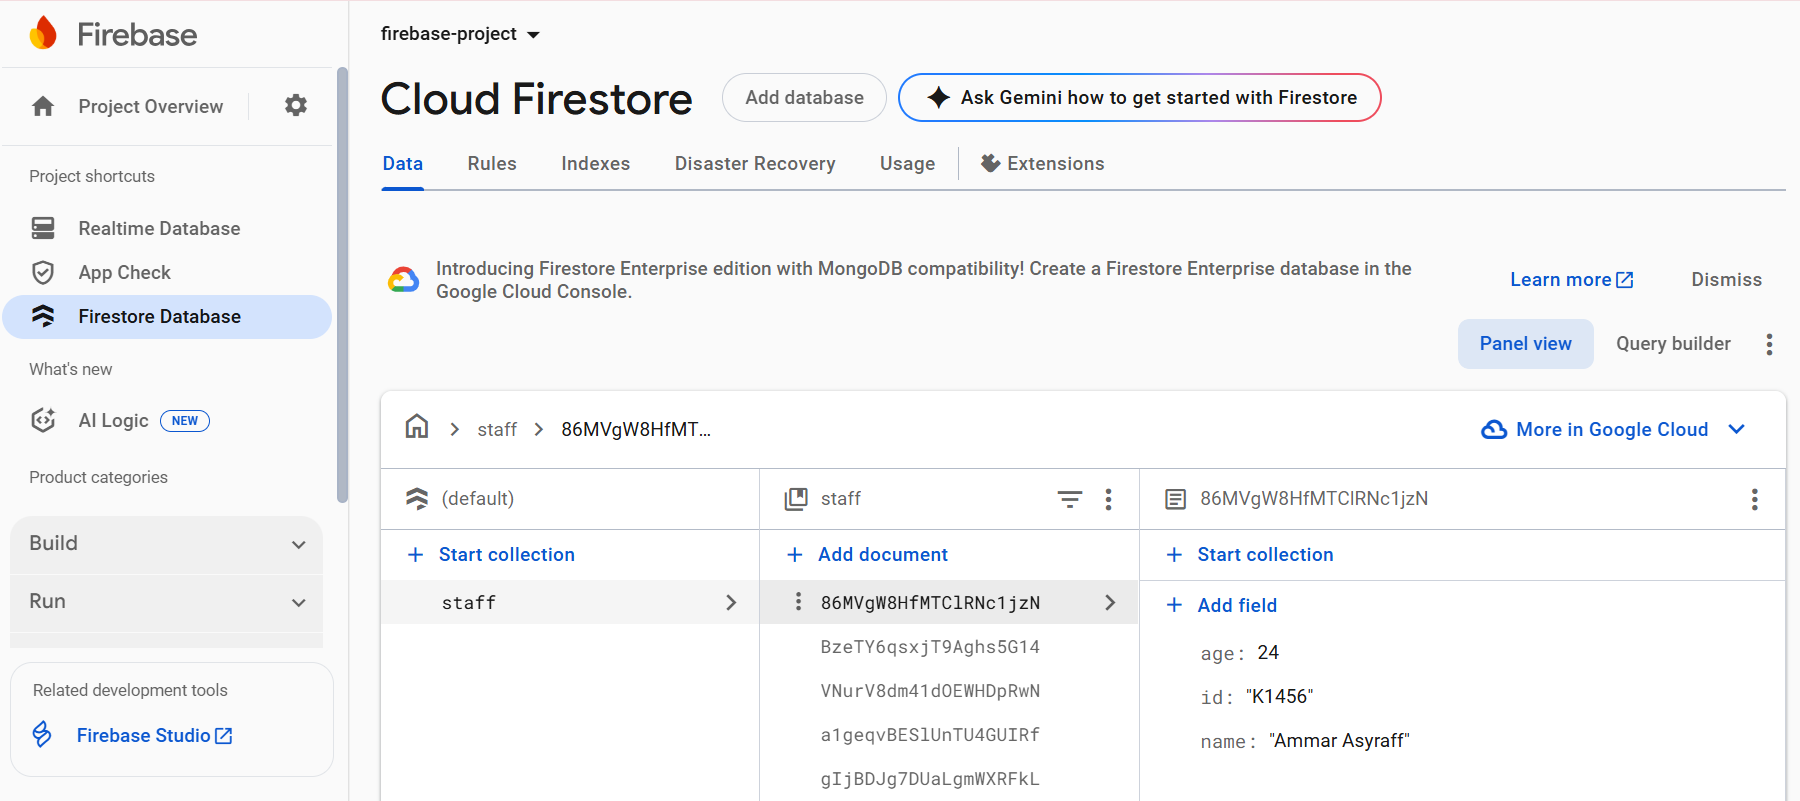 Firebase
Project Overview
Project shortcuts
Realtime Database
App Check
Firestore Database
What's new
AI Logic NEW
Product categories
Build
Run
Related development tools
Firebase Studio
firebase-project
Cloud Firestore
Add database
Ask Gemini how to get started with Firestore
Data Rules Indexes Disaster Recovery Usage Extensions
Introducing Firestore Enterprise edition with MongoDB compatibility! Create a Firestore Enterprise database in the
Google Cloud Console.
Learn more
Dismiss
Panel view
Query builder
staff
86MVgW8HfMT...
More in Google Cloud
(default)
Start collection
staff
staff
Add document
86MVgW8HfMTClRNc1jzN
BzeTY6qsxjT9Aghs5G14
VNurV8dm41dOEWHDpRwN
a1geqvBESlUnTU4GUIRf
gIjBDJg7DUaLgmWXRFkL
86MVgW8HfMTClRNc1jzN
Start collection
Add field
age: 24
id: "K1456"
name: "Ammar Asyraff"